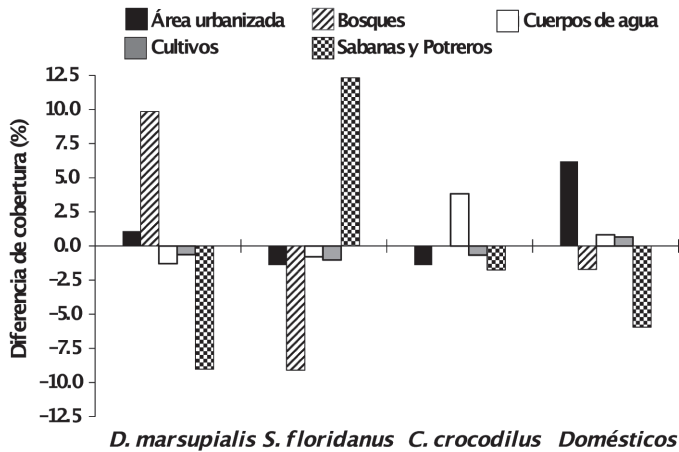 Área urbanizada Bosques Cuerpos de agua
Cultivos Sabanas y Potreros
Diferencia de cobertura (%)
12.5
10.0
7.5
5.0
2.5
0.0
−2.5
−5.0
−7.5
−10.0
−12.5
D. marsupialis S. floridanus C. crocodilus Domésticos